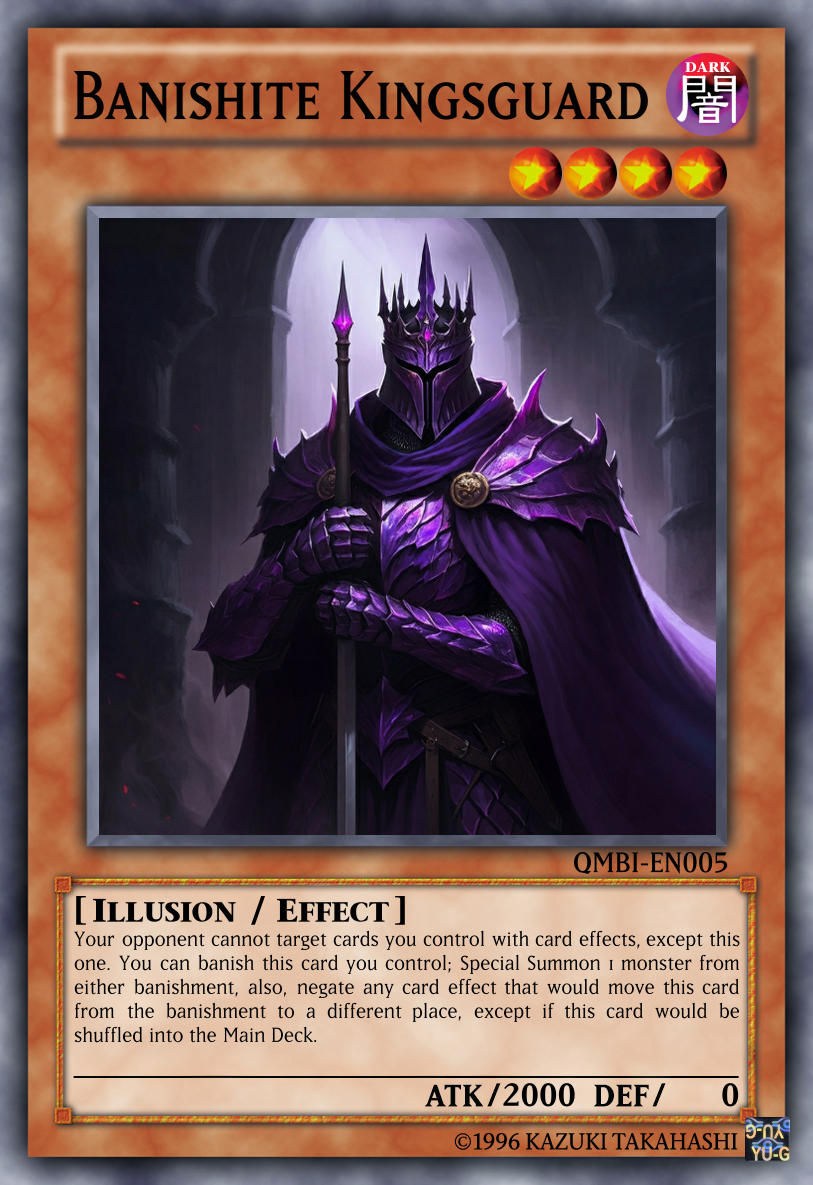 Banishite Kingsguard
DARK
闇
QMBI-EN005
[ Illusion / Effect ]
Your opponent cannot target cards you control with card effects, except this
one. You can banish this card you control; Special Summon 1 monster from
either banishment, also, negate any card effect that would move this card
from the banishment to a different place, except if this card would be
shuffled into the Main Deck.
ATK/2000 DEF/ 0
©1996 KAZUKI TAKAHASHI
YU-G
YU-G